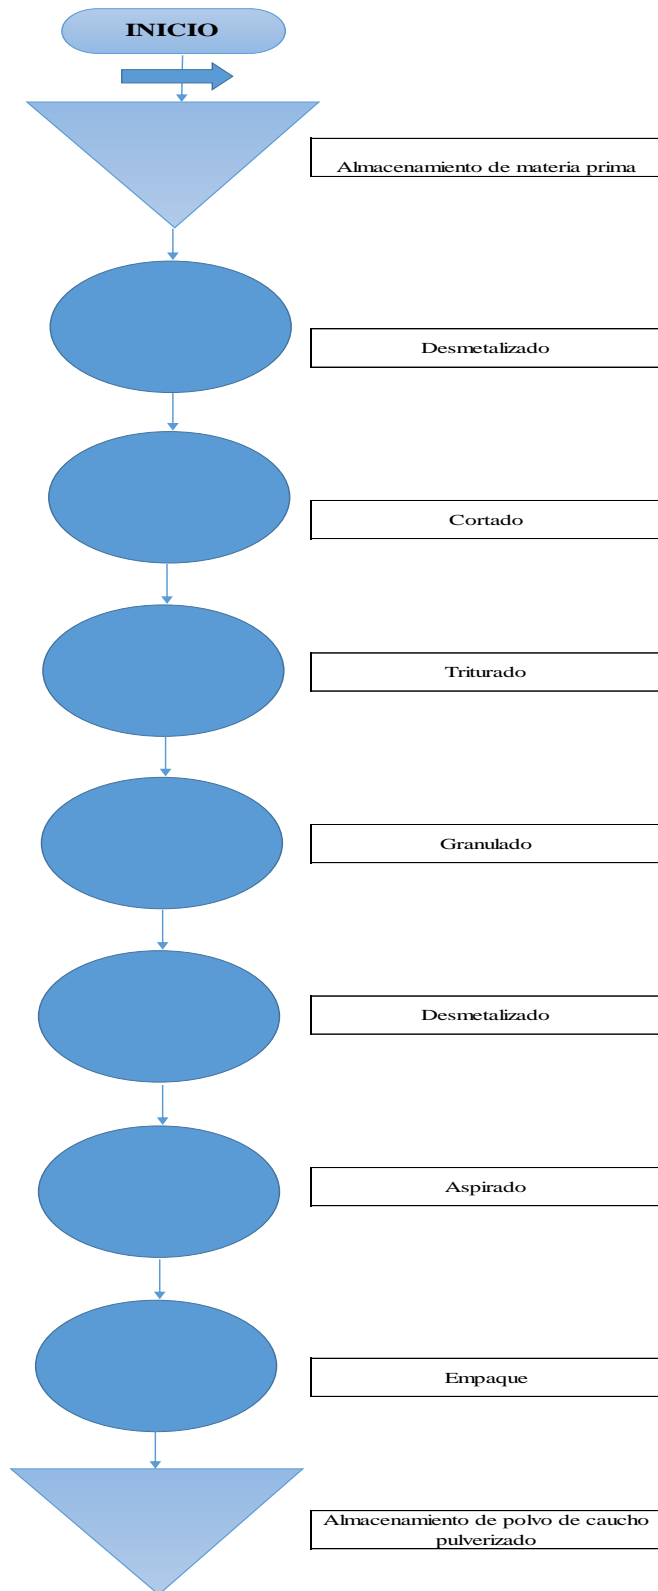 INICIO
Almacenamiento de materia prima
Desmetalizado
Cortado
Triturado
Granulado
Desmetalizado
Aspirado
Empaque
Almacenamiento de polvo de caucho
pulverizado